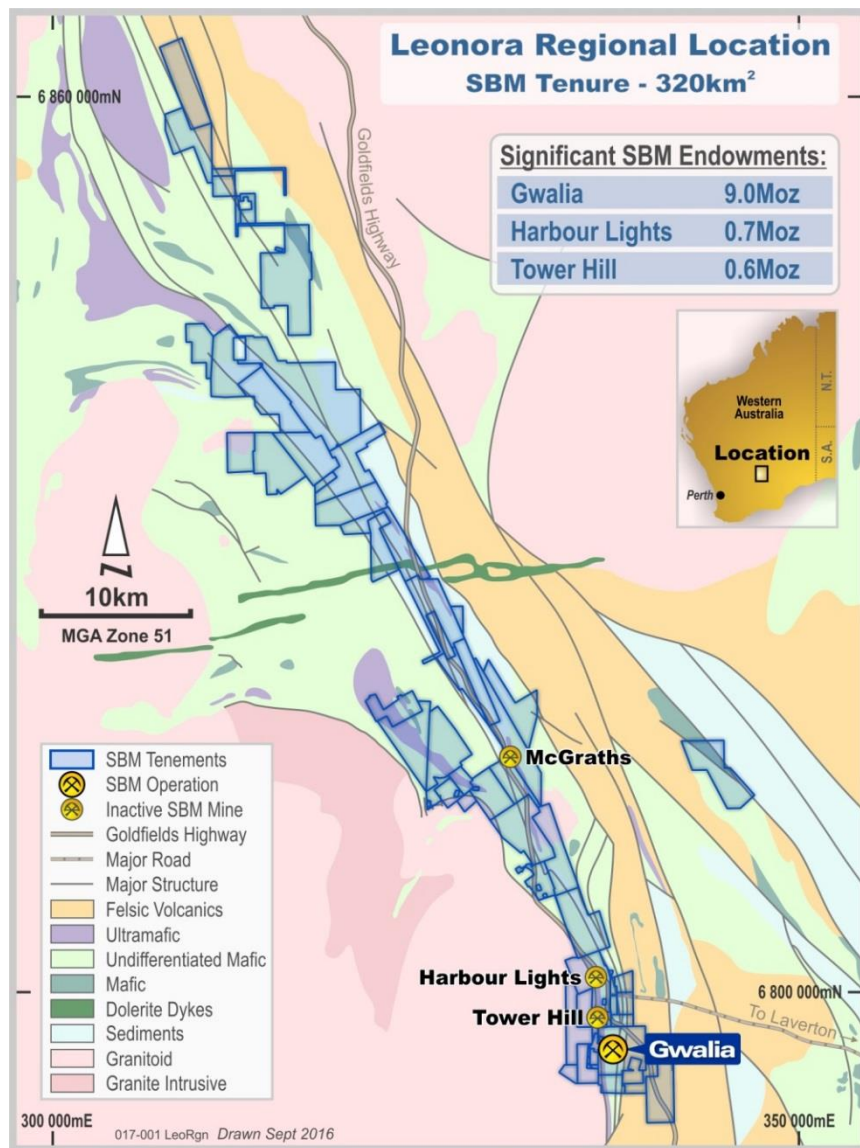 Leonora Regional Location
SBM Tenure - 320km²
6 860 000mN
Goldfields Highway
Significant SBM Endowments:
Gwalia 9.0Moz
Harbour Lights 0.7Moz
Tower Hill 0.6Moz
Western
Australia
N.T.
S.A.
Location
Perth
N
10km
MGA Zone 51
McGraths
SBM Tenements
SBM Operation
Inactive SBM Mine
Goldfields Highway
Major Road
Major Structure
Felsic Volcanics
Ultramafic
Undifferentiated Mafic
Mafic
Dolerite Dykes
Sediments
Granitoid
Granite Intrusive
Harbour Lights
6 800 000mN
Tower Hill
To Laverton
Gwalia
300 000mE
017-001 LeoRgn Drawn Sept 2016
350 000mE